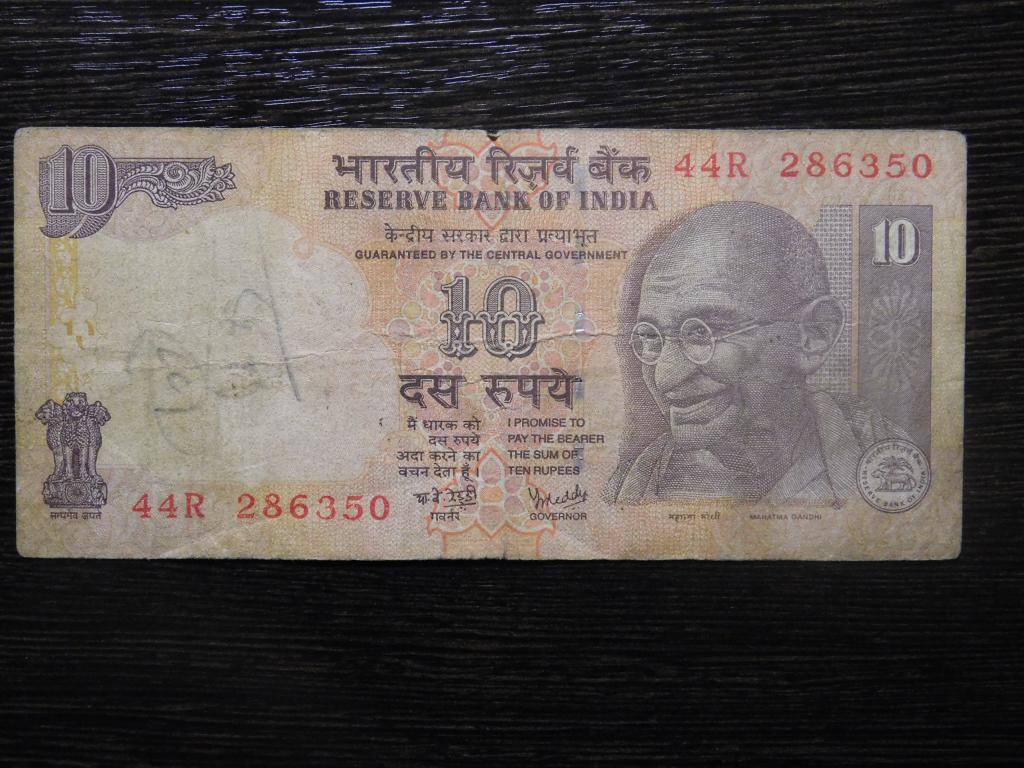 10
भारतीय रिज़र्व बैंक
44R 286350
RESERVE BANK OF INDIA
केन्द्रीय सरकार द्वारा प्रत्याभूत
GUARANTEED BY THE CENTRAL GOVERNMENT
10
10
दस रुपये
मैं धारक को
दस रुपये
अदा करने का
वचन देता हूँ।
I PROMISE TO
PAY THE BEARER
THE SUM OF
TEN RUPEES
44R 286350
गवर्नर
GOVERNOR
सत्यमेव जयते
महात्मा गांधी
MAHATMA GANDHI
भारतीय रिज़र्व बैंक
RESERVE BANK OF INDIA